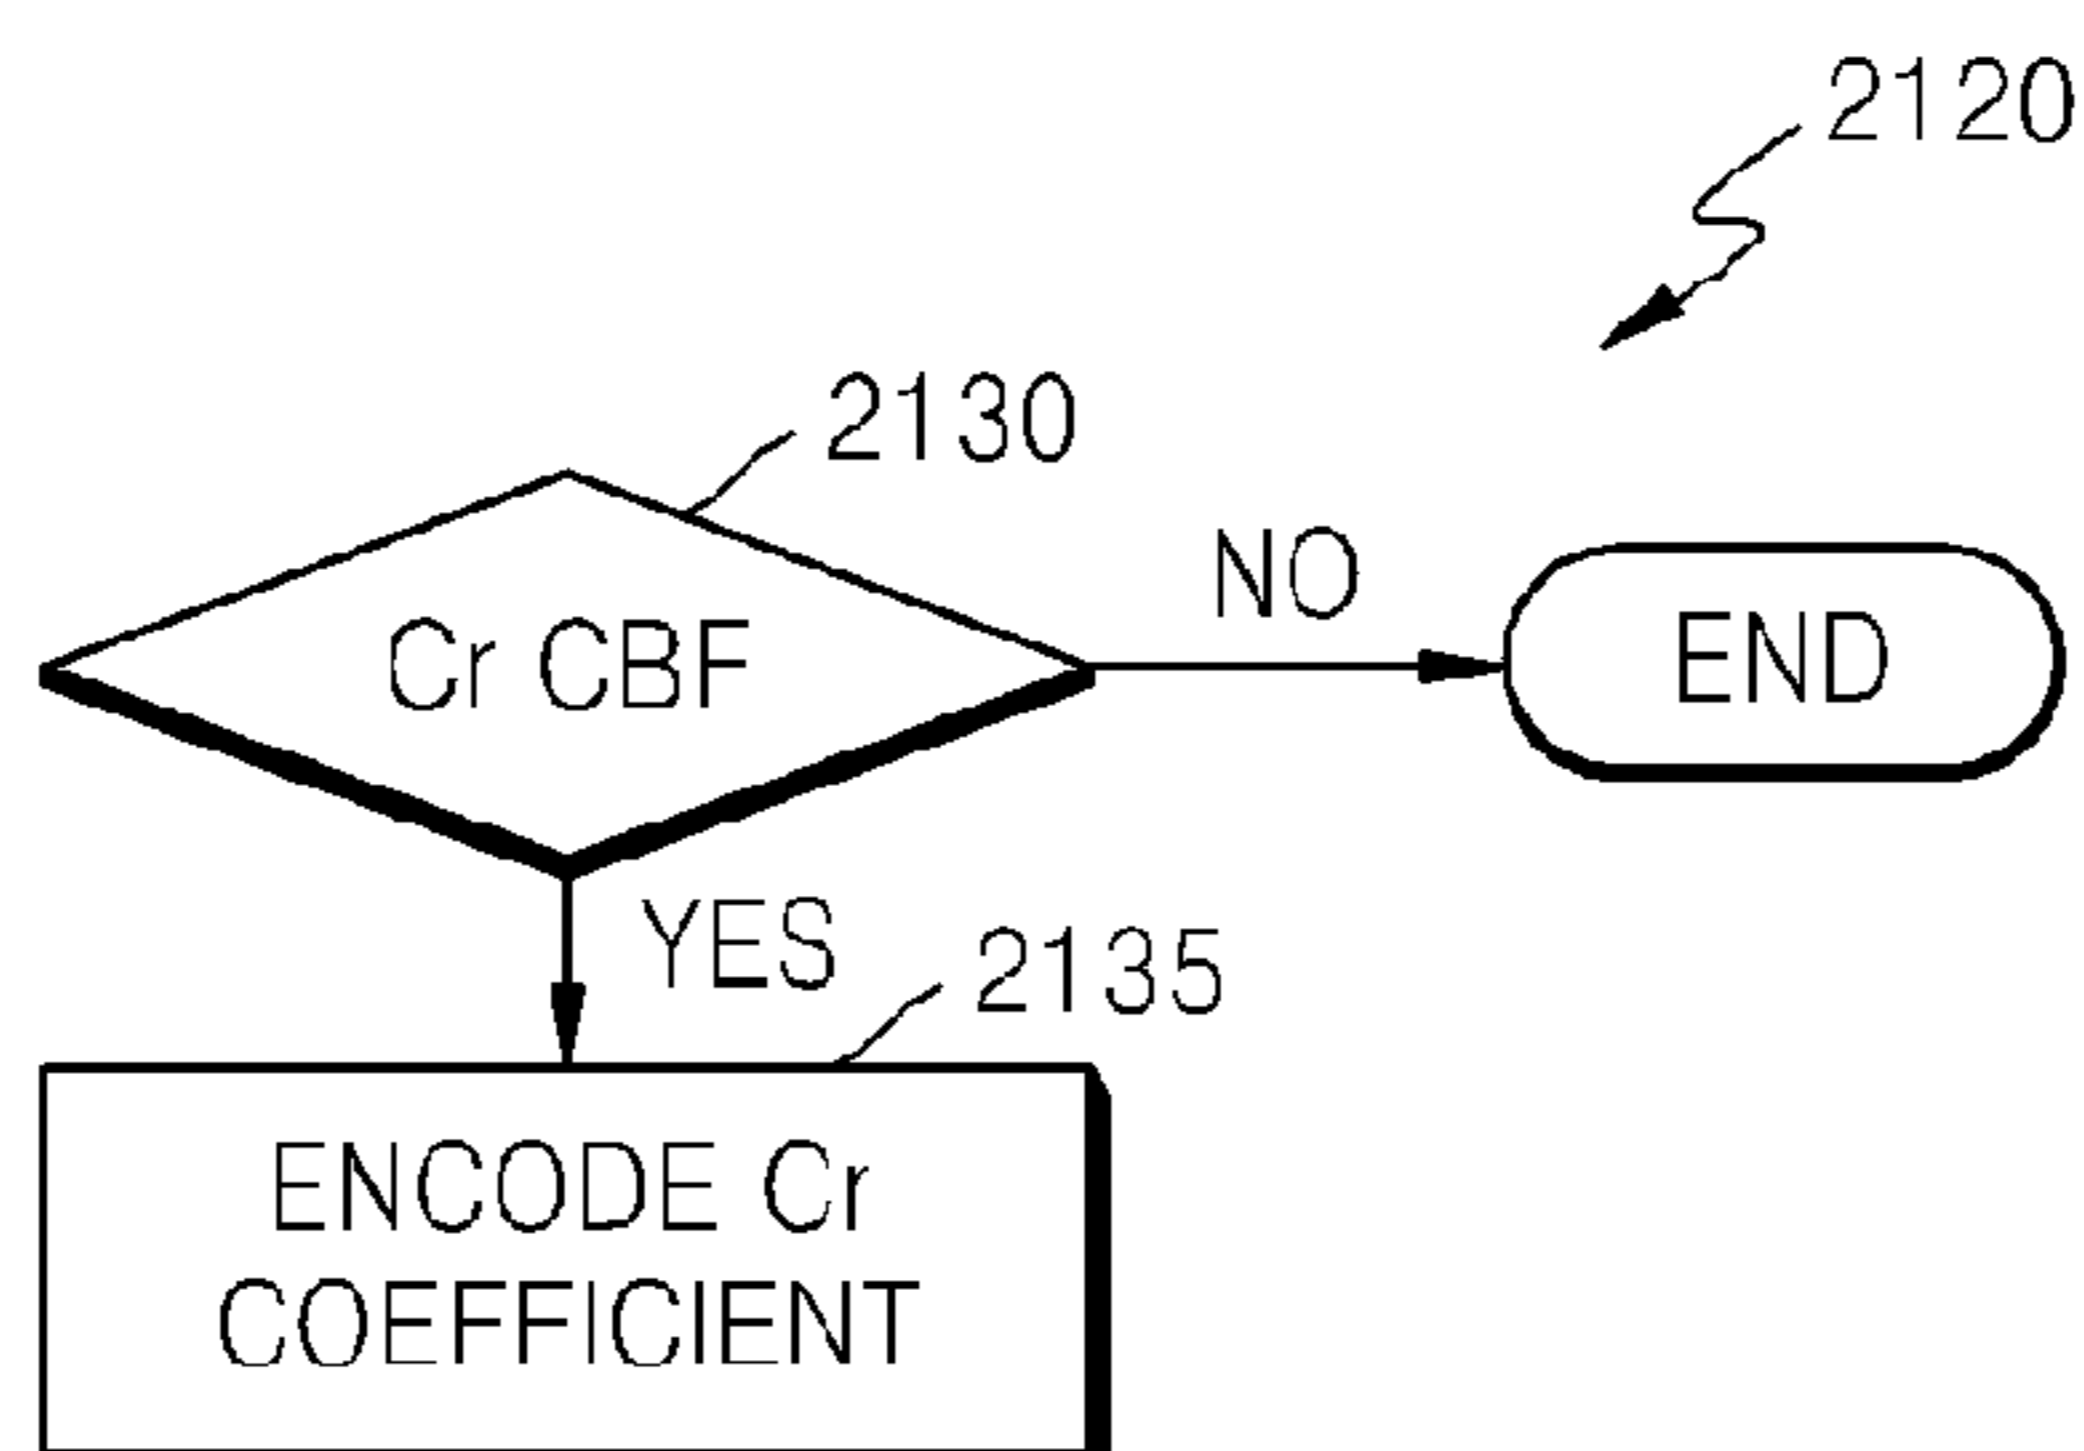 2120
2130
Cr CBF
NO
END
YES
2135
ENCODE Cr
COEFFICIENT